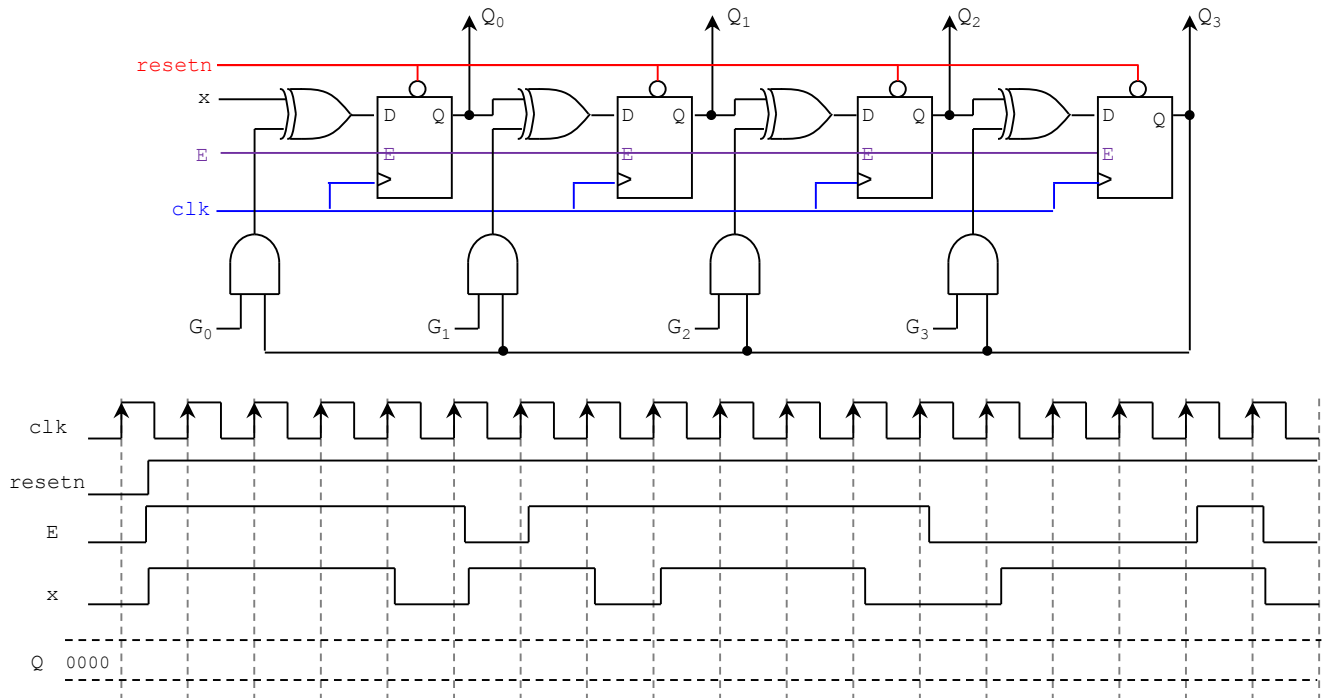 Q0 Q1 Q2 Q3
resetn
x
D Q D Q D Q D Q
E E E E E
clk
G0 G1 G2 G3
clk
resetn
E
x
Q 0000